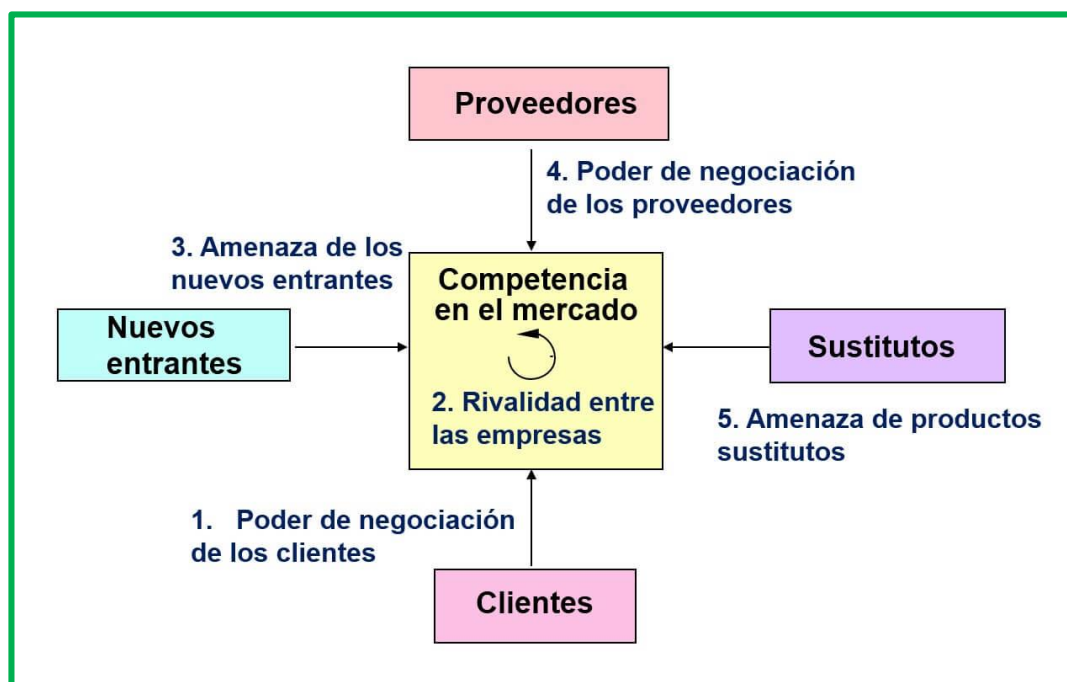 Proveedores
4. Poder de negociación
de los proveedores
3. Amenaza de los
nuevos entrantes
Competencia
en el mercado
Nuevos
entrantes
Sustitutos
2. Rivalidad entre
las empresas
5. Amenaza de productos
sustitutos
1. Poder de negociación
de los clientes
Clientes